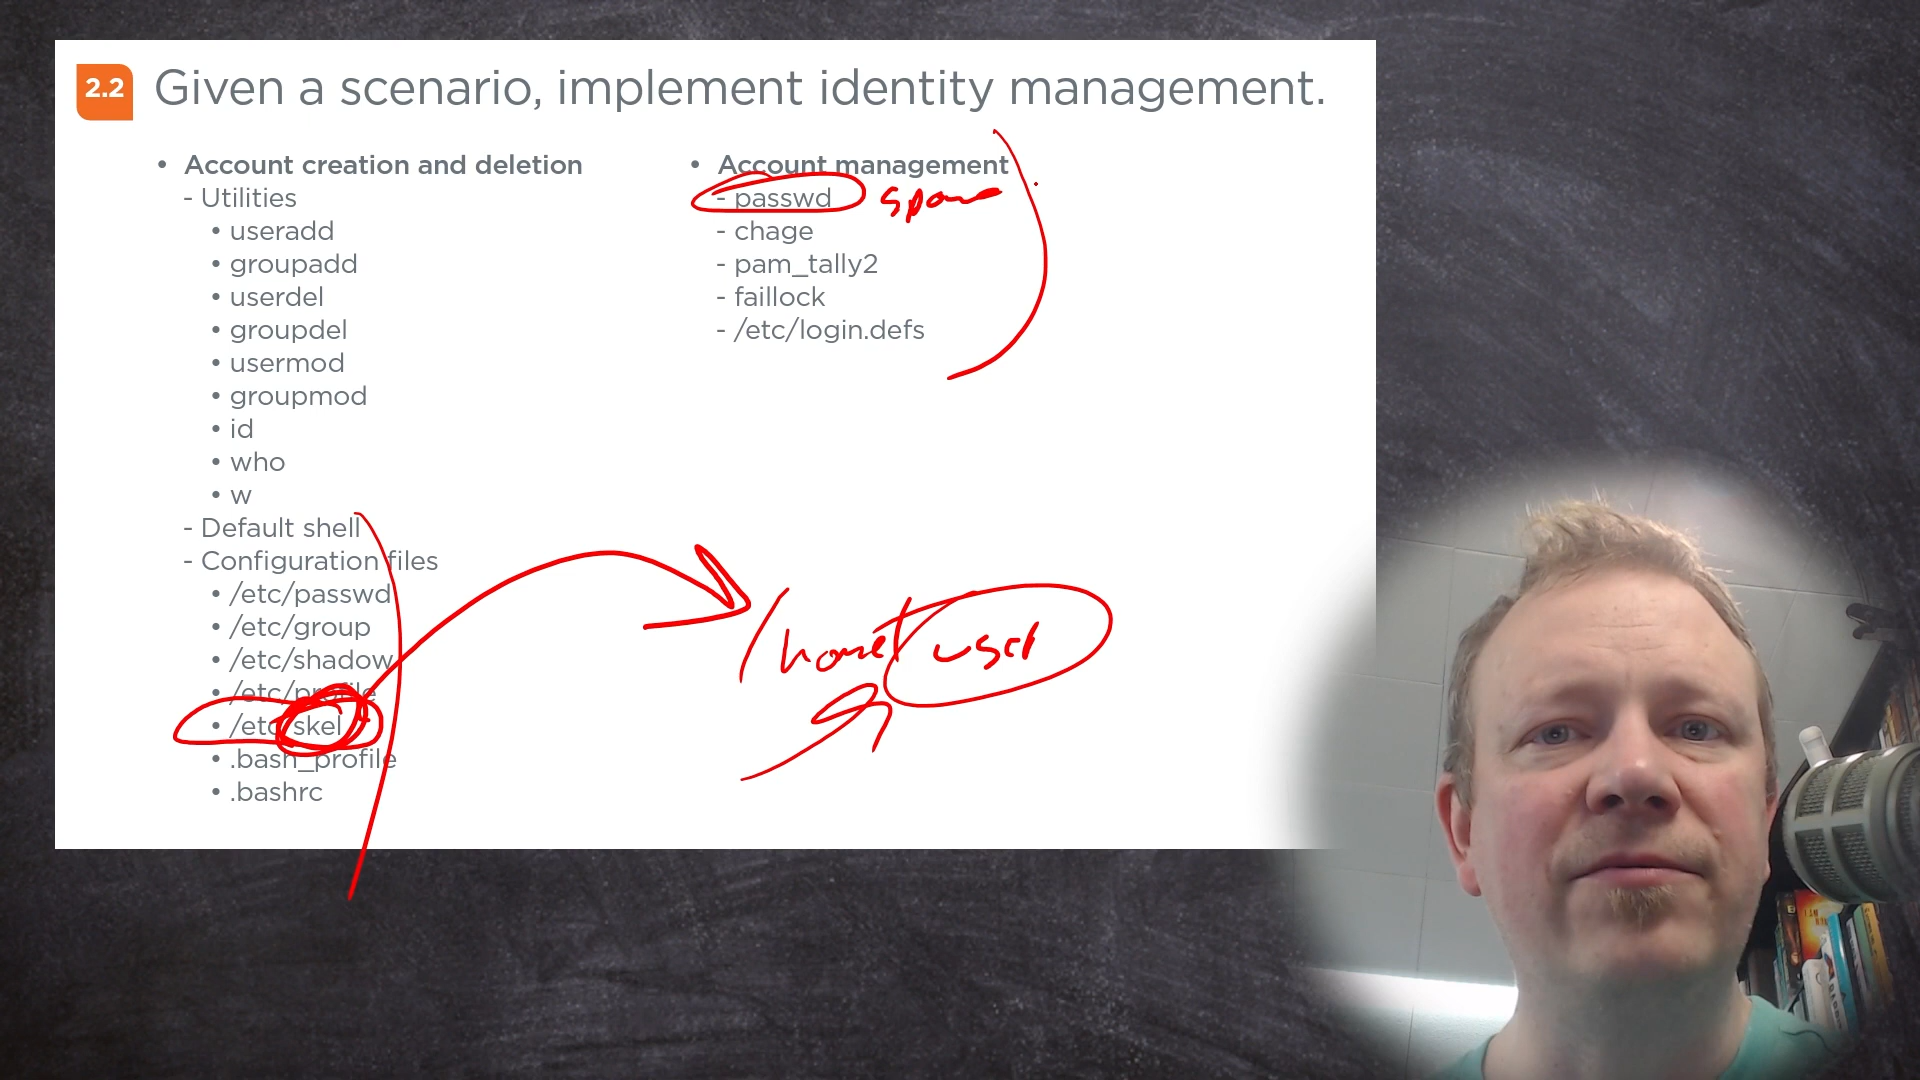 2.2 Given a scenario, implement identity management.
• Account creation and deletion
- Utilities
• useradd
• groupadd
• userdel
• groupdel
• usermod
• groupmod
• id
• who
• w
- Default shell
- Configuration files
• /etc/passwd
• /etc/group
• /etc/shadow
• /etc/profile
• /etc/skel
• .bash_profile
• .bashrc
• Account management
- passwd
- chage
- pam_tally2
- faillock
- /etc/login.defs
/home/user